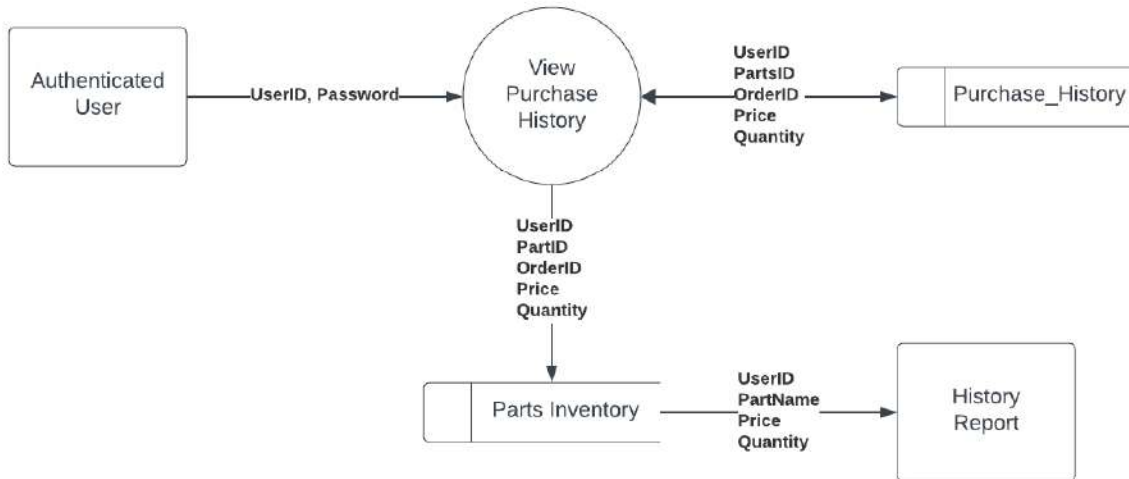 Authenticated
User
UserID, Password
View
Purchase
History
UserID
PartsID
OrderID
Price
Quantity
Purchase_History
UserID
PartID
OrderID
Price
Quantity
Parts Inventory
UserID
PartName
Price
Quantity
History
Report